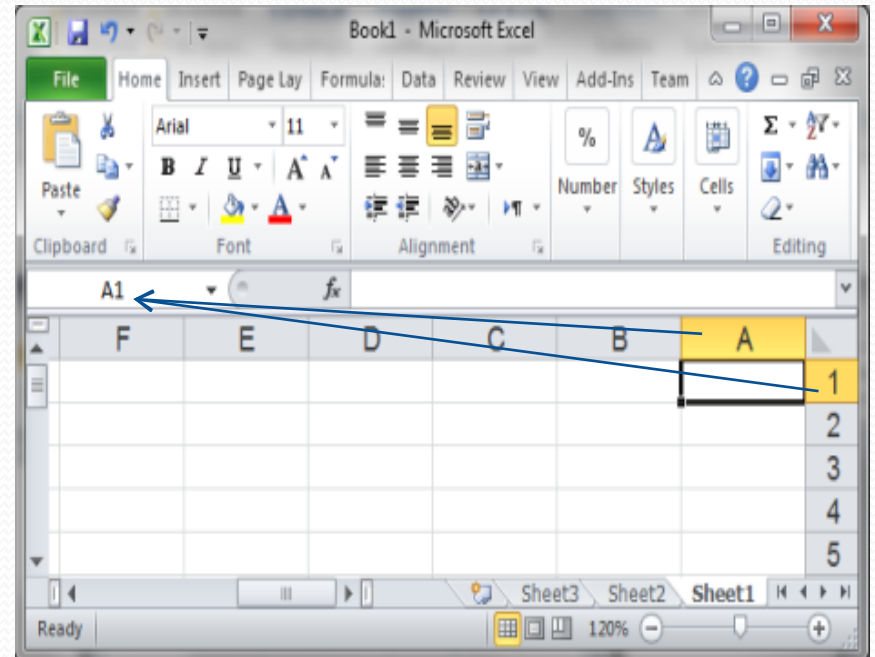 Book1 - Microsoft Excel
File Home Insert Page Lay Formula: Data Review View Add-Ins Team
Arial 11
Paste
B I U A A
%
Number Styles Cells
Σ
Clipboard Font Alignment Editing
A1 fx
F E D C B A
1
2
3
4
5
Sheet3 Sheet2 Sheet1
Ready 120%